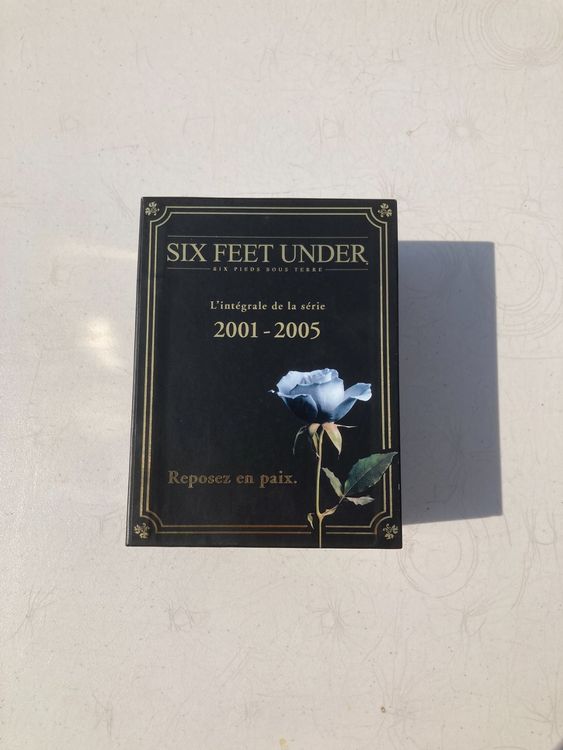 SIX FEET UNDER
SIX PIEDS SOUS TERRE
L'intégrale de la série
2001 - 2005
Reposez en paix.